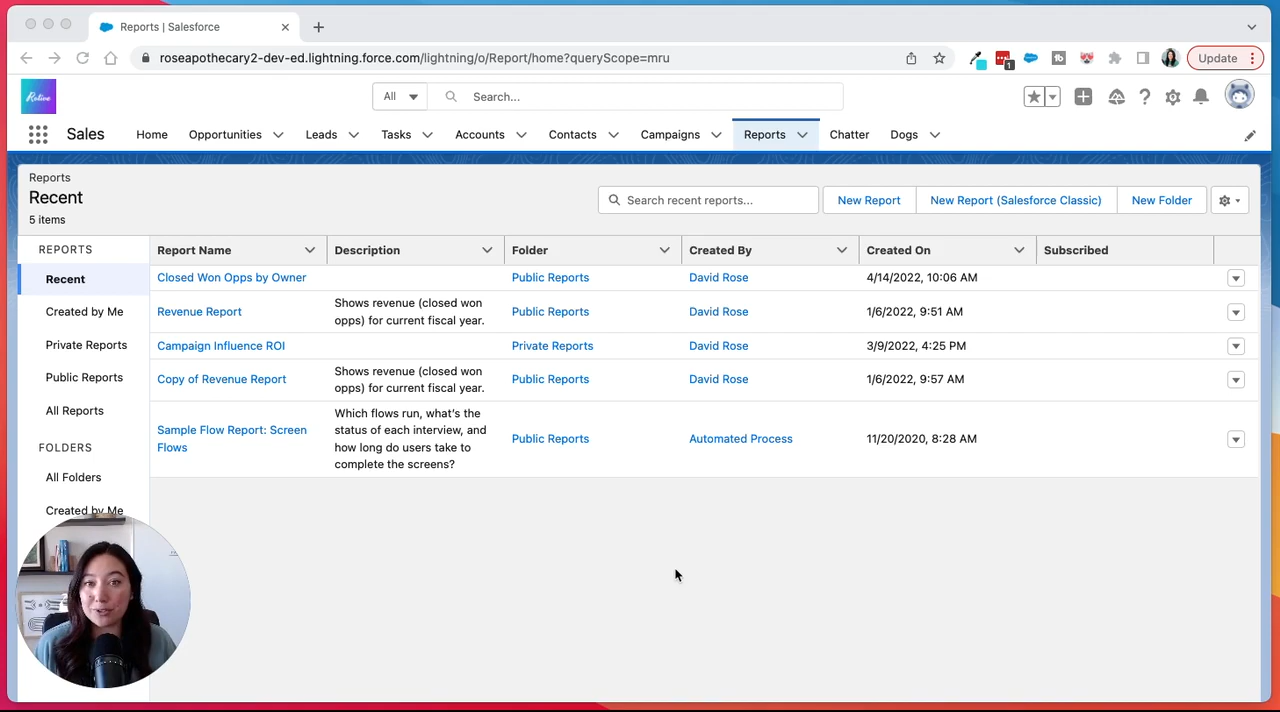 Reports | Salesforce
roseapothecary2-dev-ed.lightning.force.com/lightning/o/Report/home?queryScope=mru
1
Update
Rotive
All
Search...
Sales
Home
Opportunities
Leads
Tasks
Accounts
Contacts
Campaigns
Reports
Chatter
Dogs
Reports
Recent
5 items
Search recent reports...
New Report
New Report (Salesforce Classic)
New Folder
REPORTS
Report Name
Description
Folder
Created By
Created On
Subscribed
Recent
Closed Won Opps by Owner
Public Reports
David Rose
4/14/2022, 10:06 AM
Created by Me
Revenue Report
Shows revenue (closed won
opps) for current fiscal year.
Public Reports
David Rose
1/6/2022, 9:51 AM
Private Reports
Campaign Influence ROI
Private Reports
David Rose
3/9/2022, 4:25 PM
Public Reports
Copy of Revenue Report
Shows revenue (closed won
opps) for current fiscal year.
Public Reports
David Rose
1/6/2022, 9:57 AM
All Reports
Sample Flow Report: Screen
Flows
Which flows run, what's the
status of each interview, and
how long do users take to
complete the screens?
Public Reports
Automated Process
11/20/2020, 8:28 AM
FOLDERS
All Folders
Created by Me